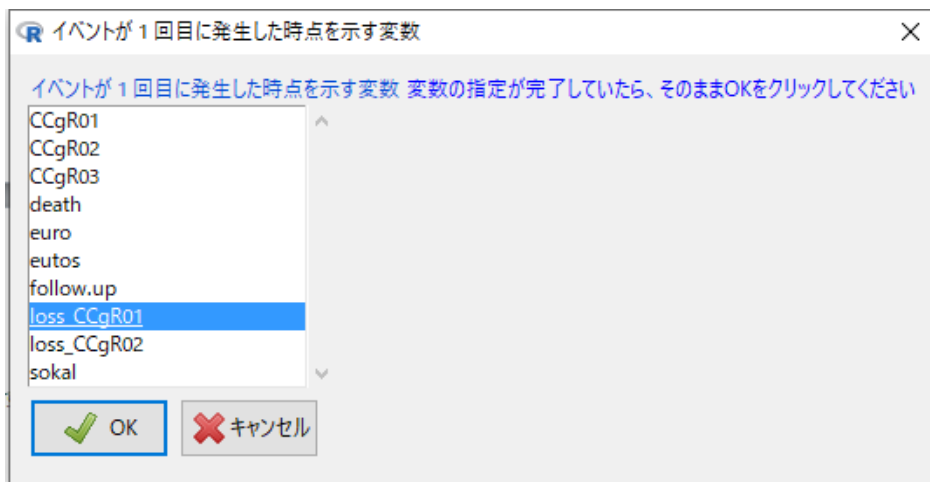 イベントが 1 回目に発生した時点を示す変数
イベントが 1 回目に発生した時点を示す変数 変数の指定が完了していたら、そのままOKをクリックしてください
CCgR01
CCgR02
CCgR03
death
euro
eutos
follow.up
loss_CCgR01
loss_CCgR02
sokal
OK キャンセル